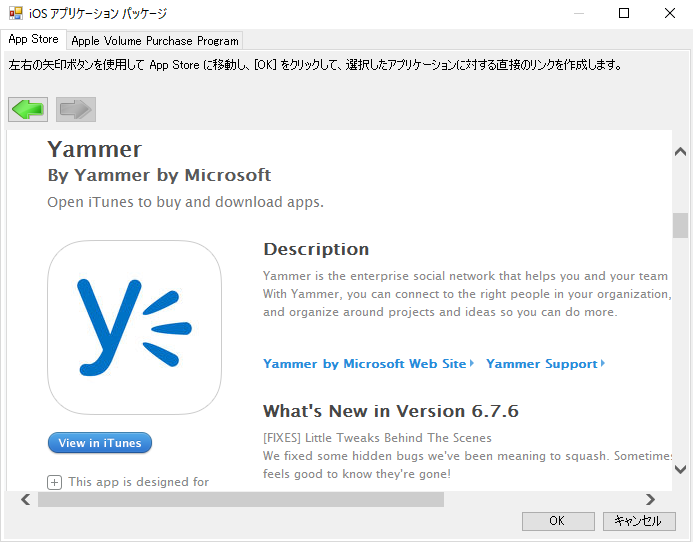 iOS アプリケーション パッケージ
App Store
Apple Volume Purchase Program
左右の矢印ボタンを使用して App Store に移動し、[OK] をクリックして、選択したアプリケーションに対する直接のリンクを作成します。
Yammer
By Yammer by Microsoft
Open iTunes to buy and download apps.
Description
Yammer is the enterprise social network that helps you and your team
With Yammer, you can connect to the right people in your organization,
and organize around projects and ideas so you can do more.
Yammer by Microsoft Web Site
Yammer Support
What's New in Version 6.7.6
[FIXES] Little Tweaks Behind The Scenes
We fixed some hidden bugs we've been meaning to squash. Sometimes
feels good to know they're gone!
View in iTunes
This app is designed for
OK
キャンセル